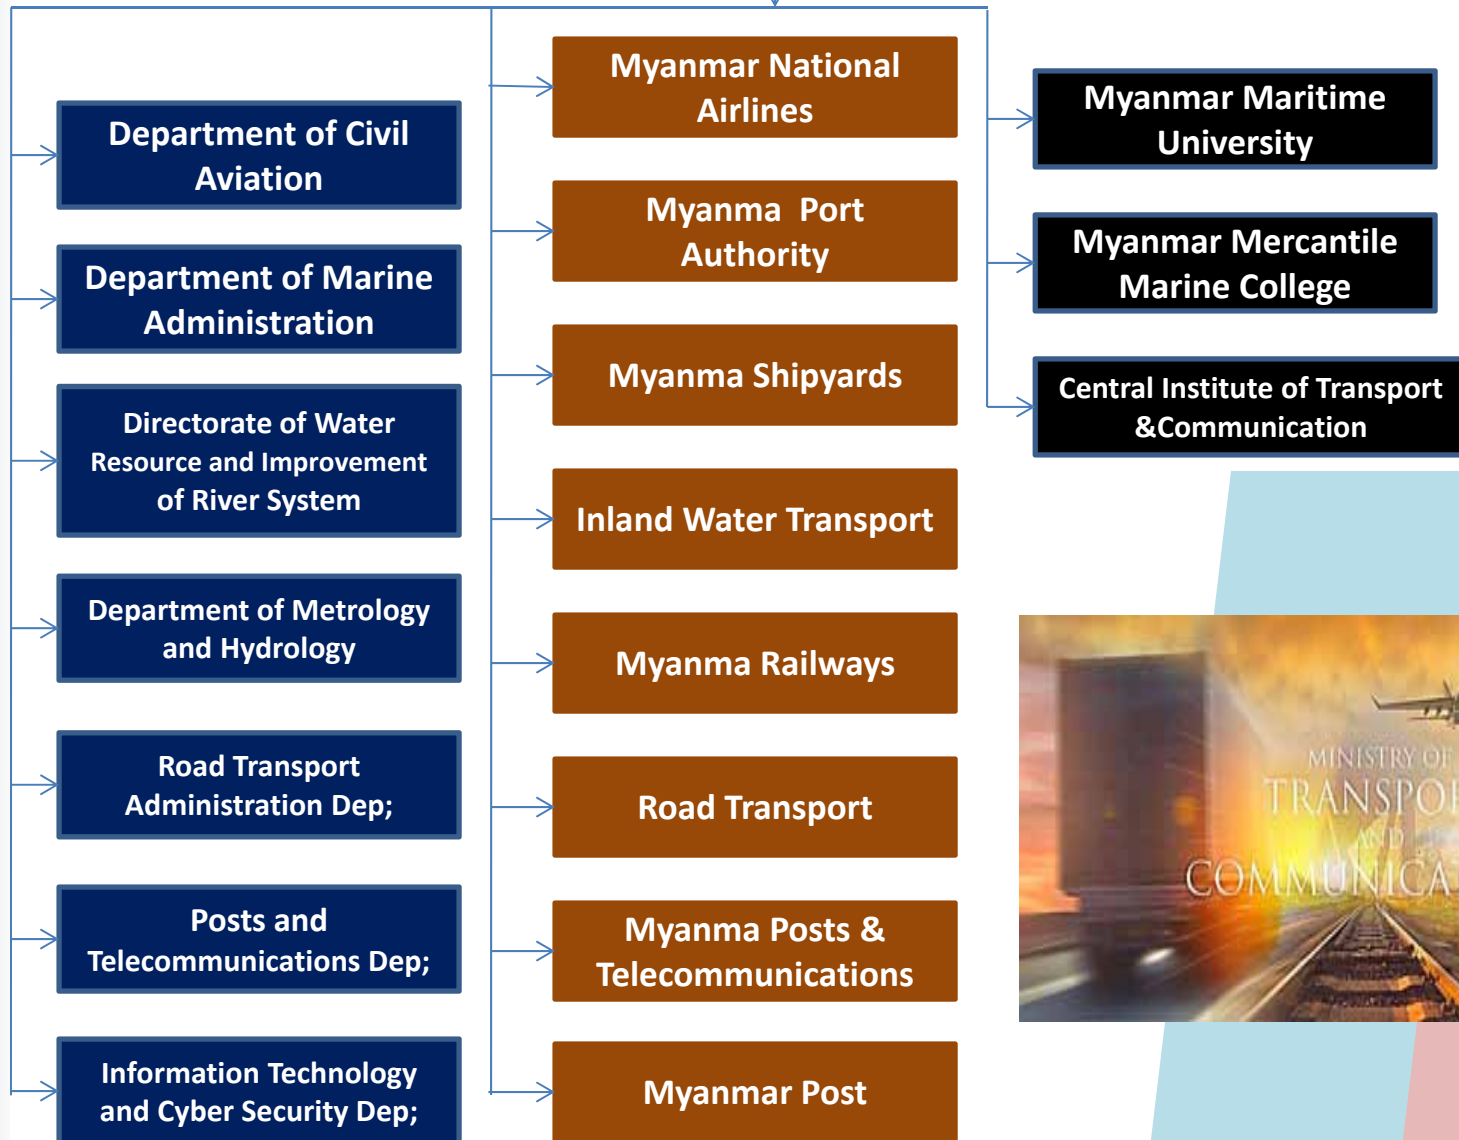 Department of Civil
Aviation
Department of Marine
Administration
Directorate of Water
Resource and Improvement
of River System
Department of Metrology
and Hydrology
Road Transport
Administration Dep;
Posts and
Telecommunications Dep;
Information Technology
and Cyber Security Dep;
Myanmar National
Airlines
Myanma Port
Authority
Myanma Shipyards
Inland Water Transport
Myanma Railways
Road Transport
Myanma Posts &
Telecommunications
Myanmar Post
Myanmar Maritime
University
Myanmar Mercantile
Marine College
Central Institute of Transport
&Communication
MINISTRY OF
TRANSPOR
AND
COMMUNICA